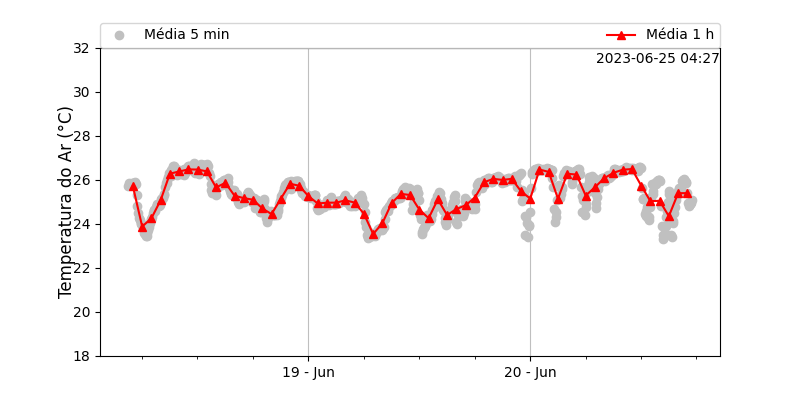 Média 5 min
Média 1 h
2023-06-25 04:27
Temperatura do Ar (°C)
32
30
28
26
24
22
20
18
19 - Jun
20 - Jun